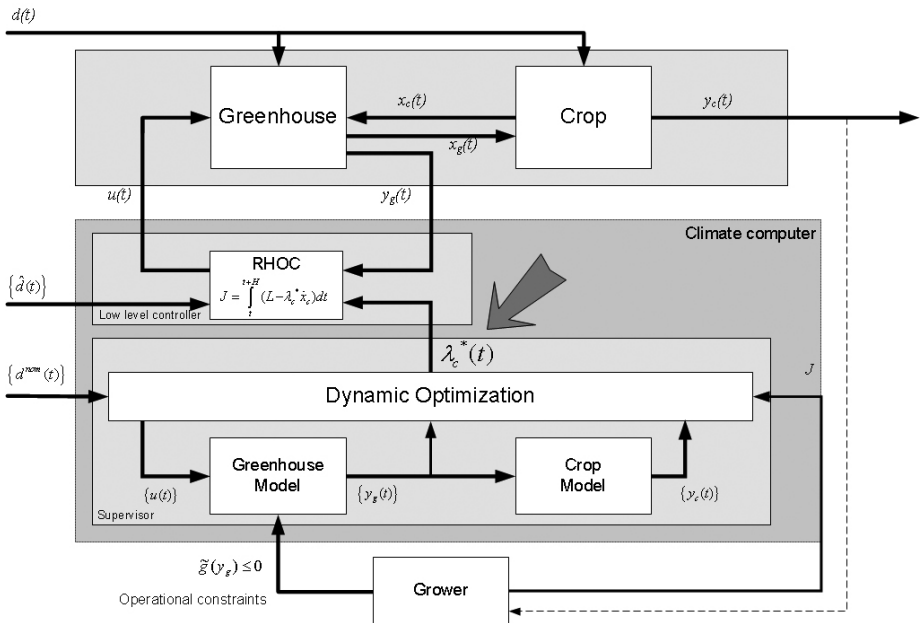 d(t)
Greenhouse
x_c(t)
x_g(t)
Crop
y_c(t)
u(t)
y_g(t)
Climate computer
RHOC
J = ∫_t^{t+H} (L−λ_c^* ẋ_c)dt
{d̂(t)}
Low level controller
λ_c^*(t)
{d^{nom}(t)}
J
Dynamic Optimization
Greenhouse
Model
Crop
Model
{u(t)}
{y_g(t)}
{y_c(t)}
Supervisor
g̃(y_g) ≤ 0
Operational constraints
Grower